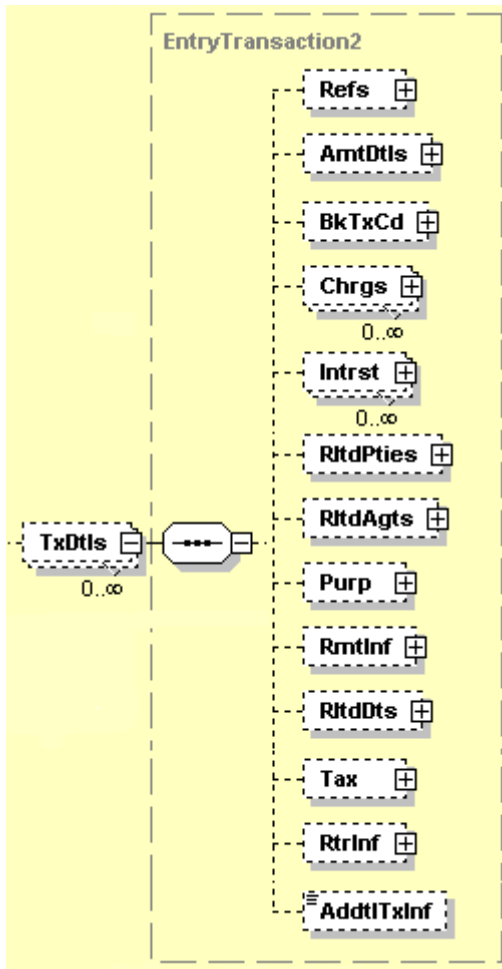 EntryTransaction2
Refs
AmtDtls
BkTxCd
Chrgs
0..∞
Intrst
0..∞
RltdPties
RltdAgts
TxDtls
0..∞
Purp
RmtInf
RltdDts
Tax
RtrInf
AddtlTxInf